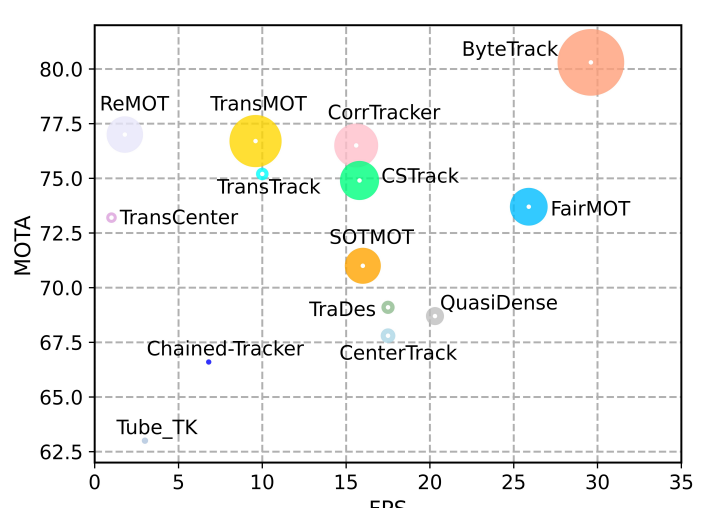 ByteTrack
80.0
ReMOT TransMOT
CorrTracker
77.5
CSTrack
75.0
TransTrack
TransCenter
FairMOT
MOTA
72.5
SOTMOT
70.0
QuasiDense
TraDes
67.5
Chained-Tracker
CenterTrack
65.0
Tube_TK
62.5
0 5 10 15 20 25 30 35
FPS